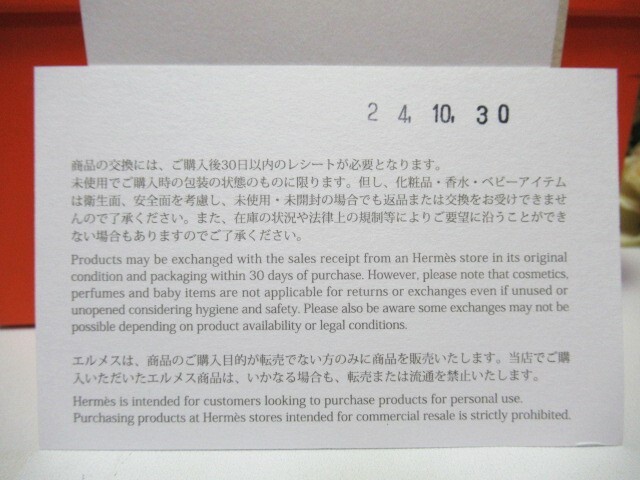 24, 10, 30
商品の交換には、ご購入後30日以内のレシートが必要となります。
未使用でご購入時の包装の状態のものに限ります。但し、化粧品・香水・ベビーアイテム
は衛生面、安全面を考慮し、未使用・未開封の場合でも返品または交換をお受けできませ
んので了承ください。また、在庫の状況や法律上の規制等によりご要望に沿うことができ
ない場合もありますのでご了承ください。
Products may be exchanged with the sales receipt from an Hermès store in its original
condition and packaging within 30 days of purchase. However, please note that cosmetics,
perfumes and baby items are not applicable for returns or exchanges even if unused or
unopened considering hygiene and safety. Please also be aware some exchanges may not be
possible depending on product availability or legal conditions.
エルメスは、商品のご購入目的が転売でない方のみに商品を販売いたします。当店でご購
入いただいたエルメス商品は、いかなる場合も、転売または流通を禁止いたします。
Hermès is intended for customers looking to purchase products for personal use.
Purchasing products at Hermès stores intended for commercial resale is strictly prohibited.